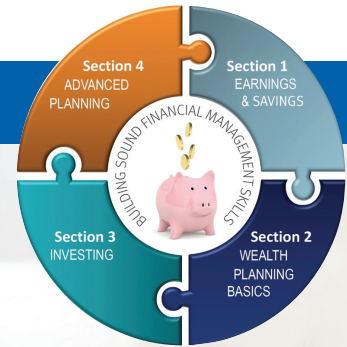 Section 4
ADVANCED
PLANNING
Section 1
EARNINGS
& SAVINGS
BUILDING SOUND FINANCIAL MANAGEMENT SKILLS
Section 3
INVESTING
Section 2
WEALTH
PLANNING
BASICS